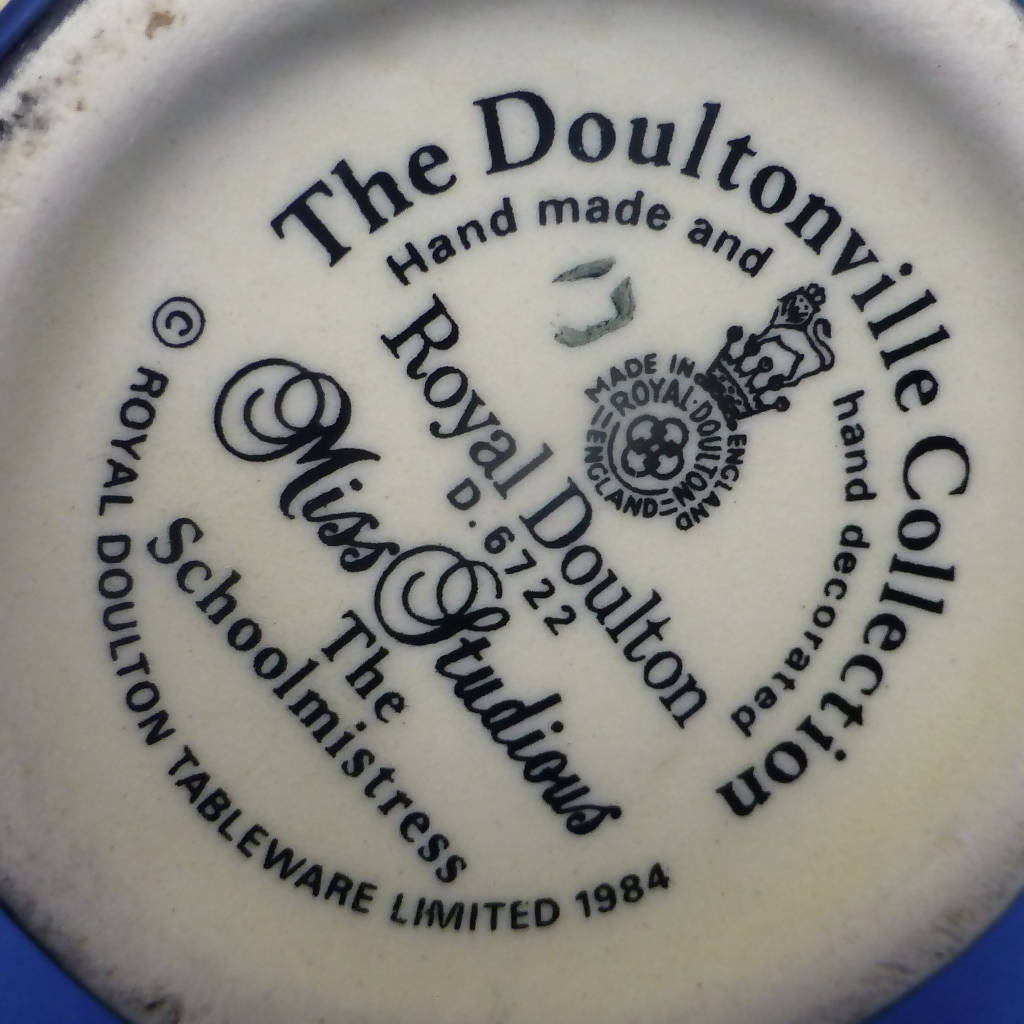 The Doultonville Collection
Hand made and hand decorated
MADE IN ENGLAND
ROYAL·DOULTON
ENGLAND
Royal Doulton
D.6722
Miss Studious
The
Schoolmistress
© ROYAL DOULTON TABLEWARE LIMITED 1984